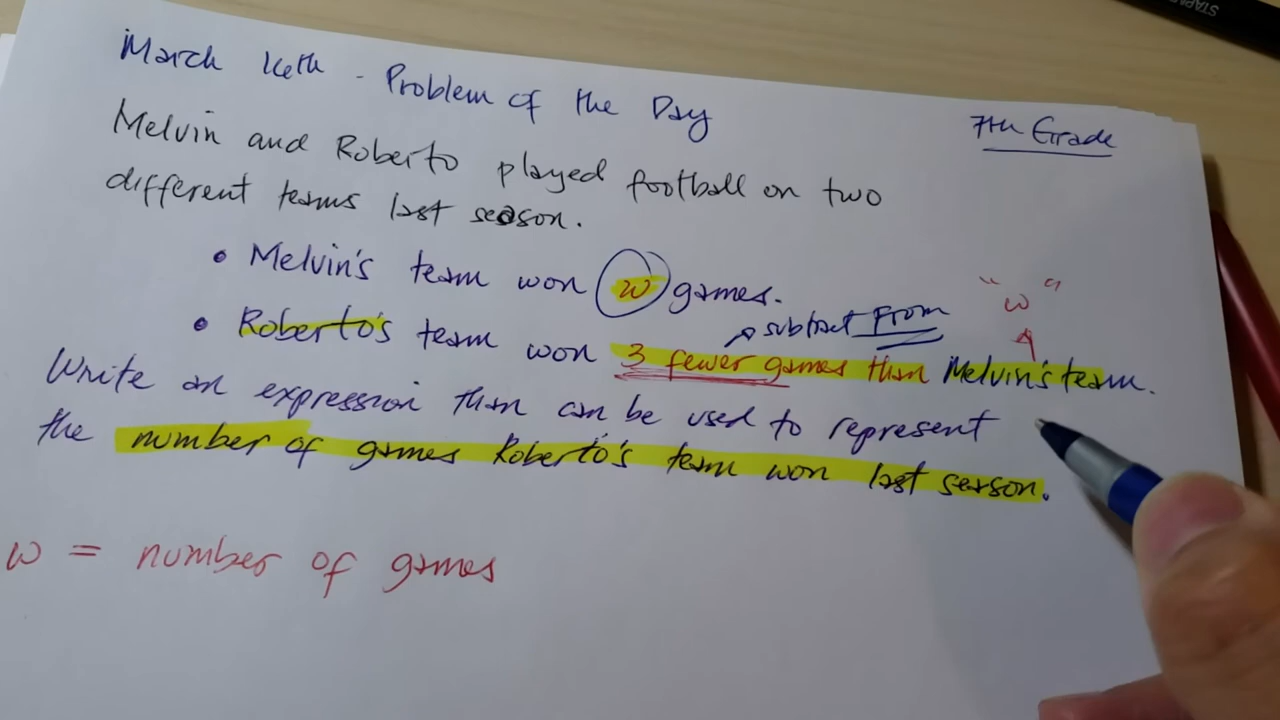 March 16th - Problem of the Day
7th Grade
Melvin and Roberto played football on two
different teams last season.
• Melvin's team won w games.
subtract from
"w"
• Roberto's team won 3 fewer games than Melvin's team.
Write an expression than can be used to represent
the number of games Roberto's team won last season.
w = number of games